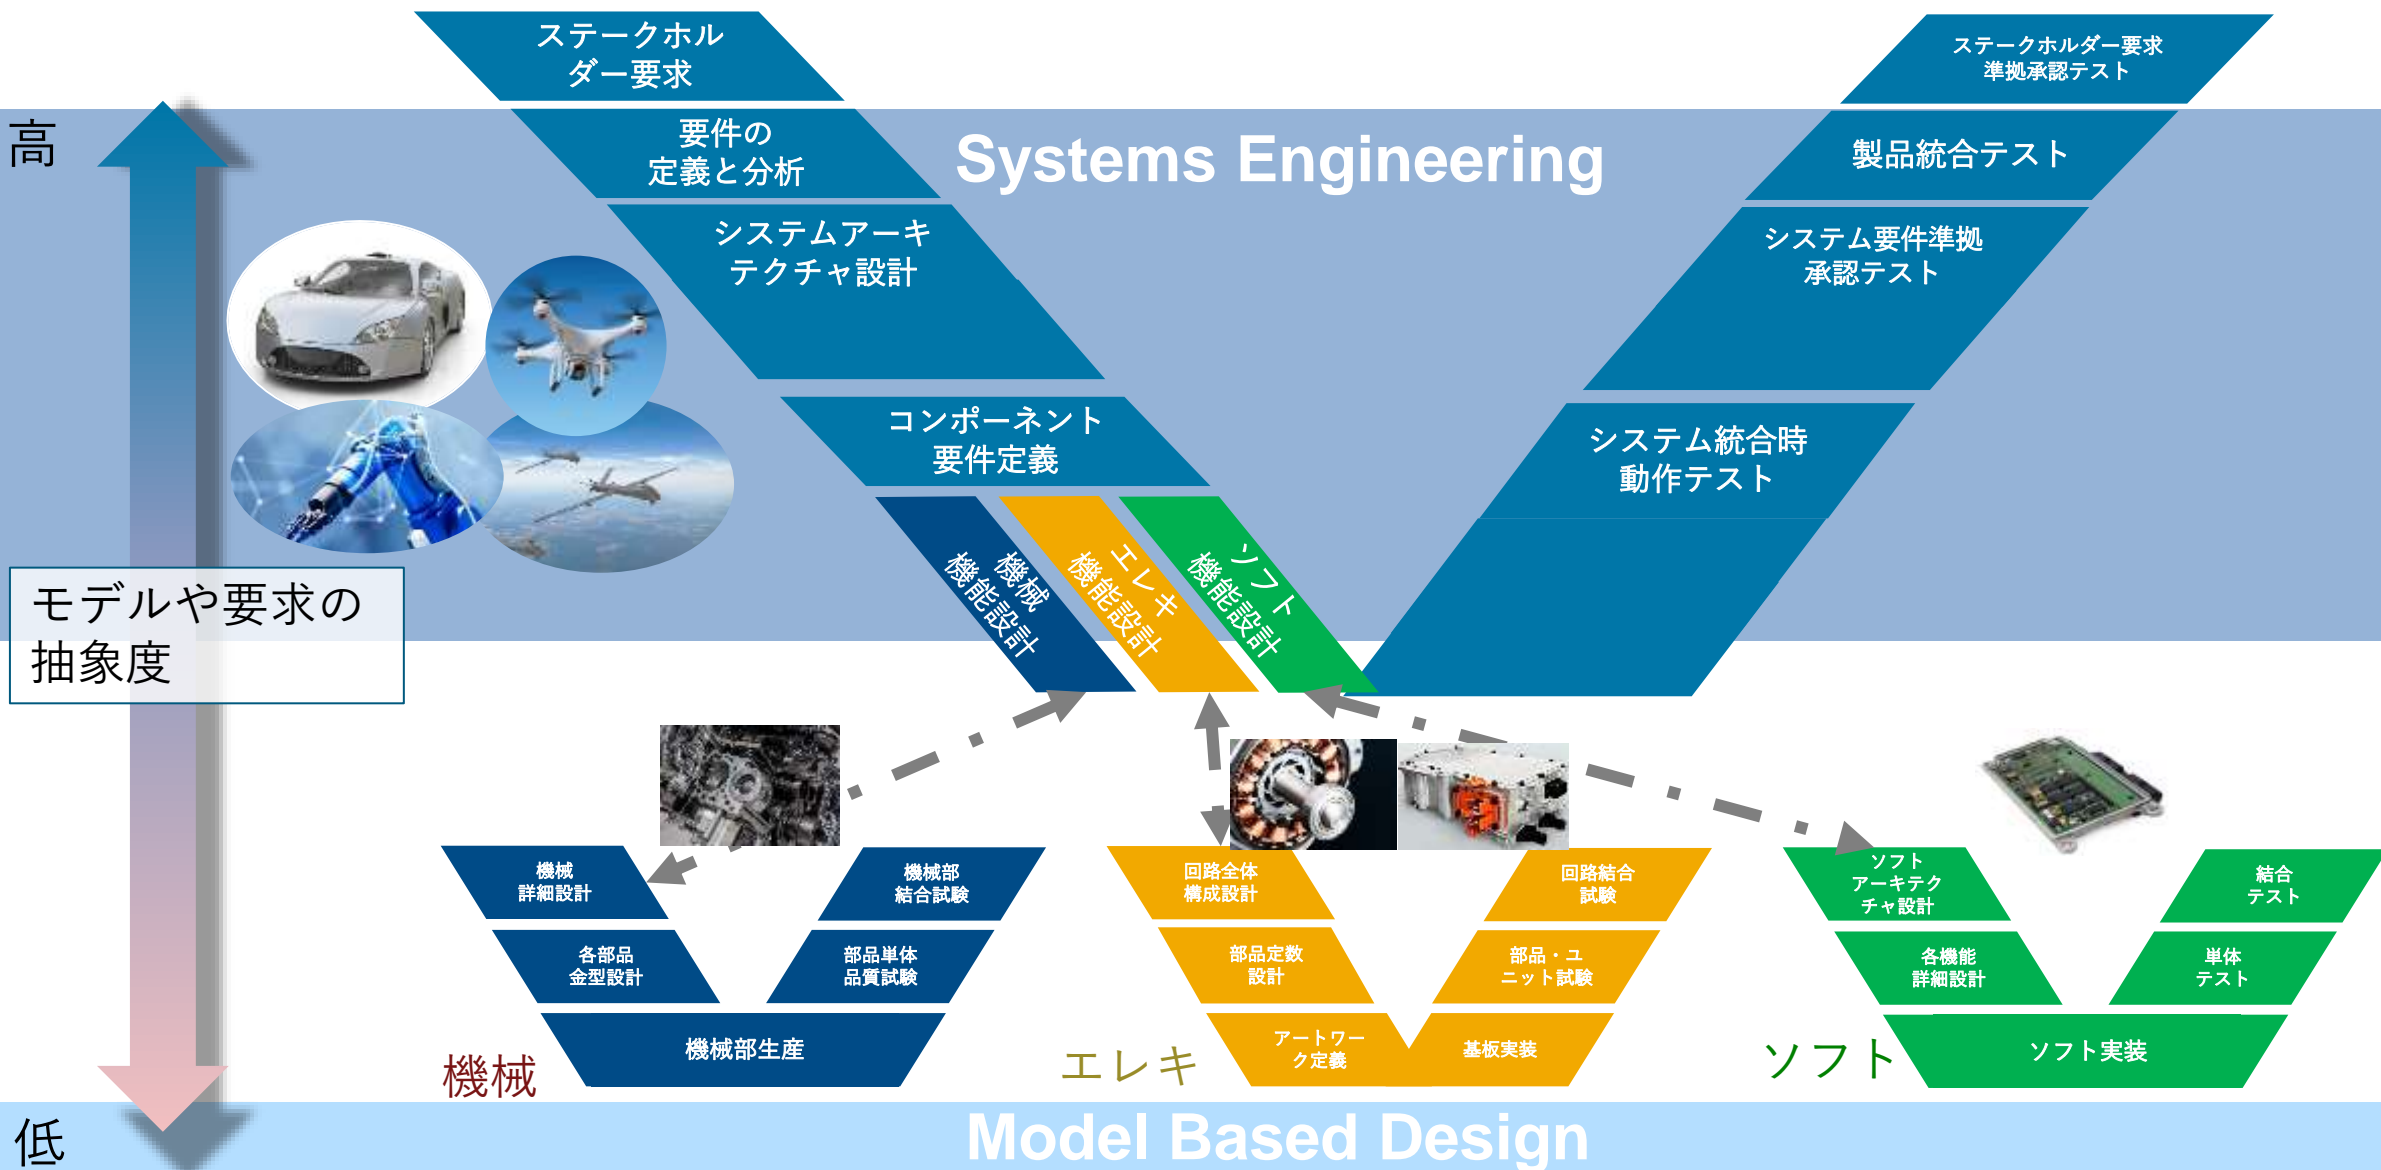 ステークホル
ダー要求
ステークホルダー要求
準拠承認テスト
高
要件の
定義と分析
Systems Engineering
製品統合テスト
システムアーキ
テクチャ設計
システム要件準拠
承認テスト
コンポーネント
要件定義
システム統合時
動作テスト
機械
機能設計
エレキ
機能設計
ソフト
機能設計
モデルや要求の
抽象度
機械
詳細設計
機械部
結合試験
各部品
金型設計
部品単体
品質試験
機械部生産
機械
回路全体
構成設計
回路結合
試験
部品定数
設計
部品・ユ
ニット試験
アートワー
ク定義
基板実装
エレキ
ソフト
アーキテク
チャ設計
結合
テスト
各機能
詳細設計
単体
テスト
ソフト実装
ソフト
低
Model Based Design